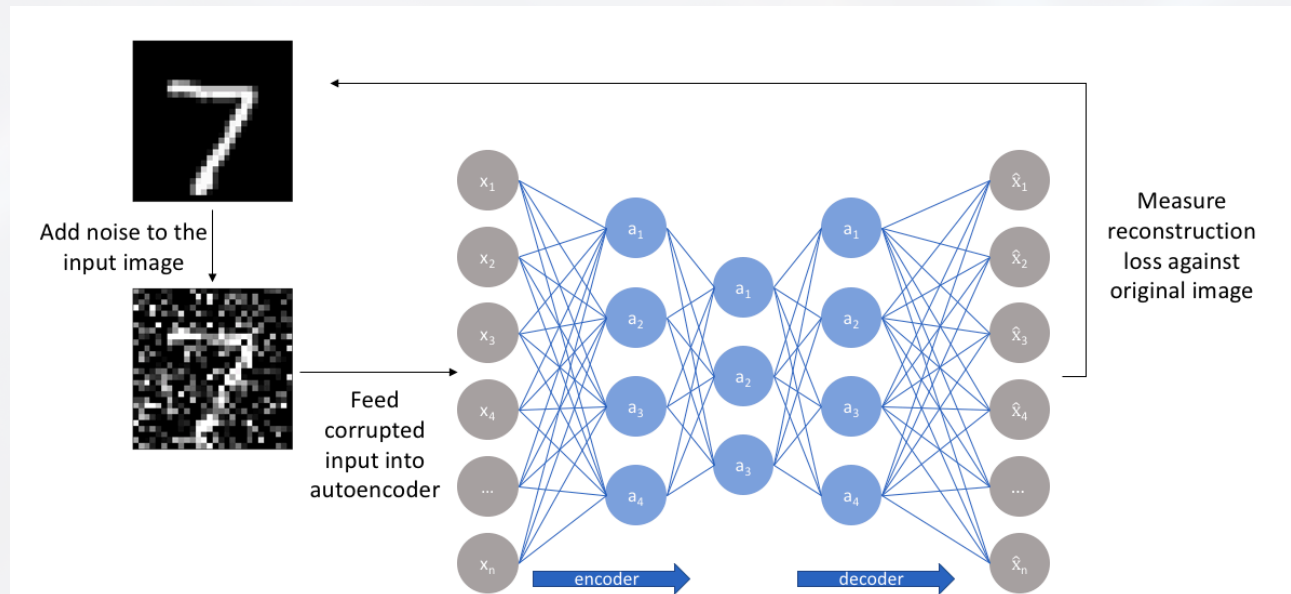 Add noise to the
input image
Feed
corrupted
input into
autoencoder
x₁
x₂
x₃
x₄
...
xₙ
a₁
a₂
a₃
a₄
a₁
a₂
a₃
a₁
a₂
a₃
a₄
x̂₁
x̂₂
x̂₃
x̂₄
...
x̂ₙ
encoder
decoder
Measure
reconstruction
loss against
original image